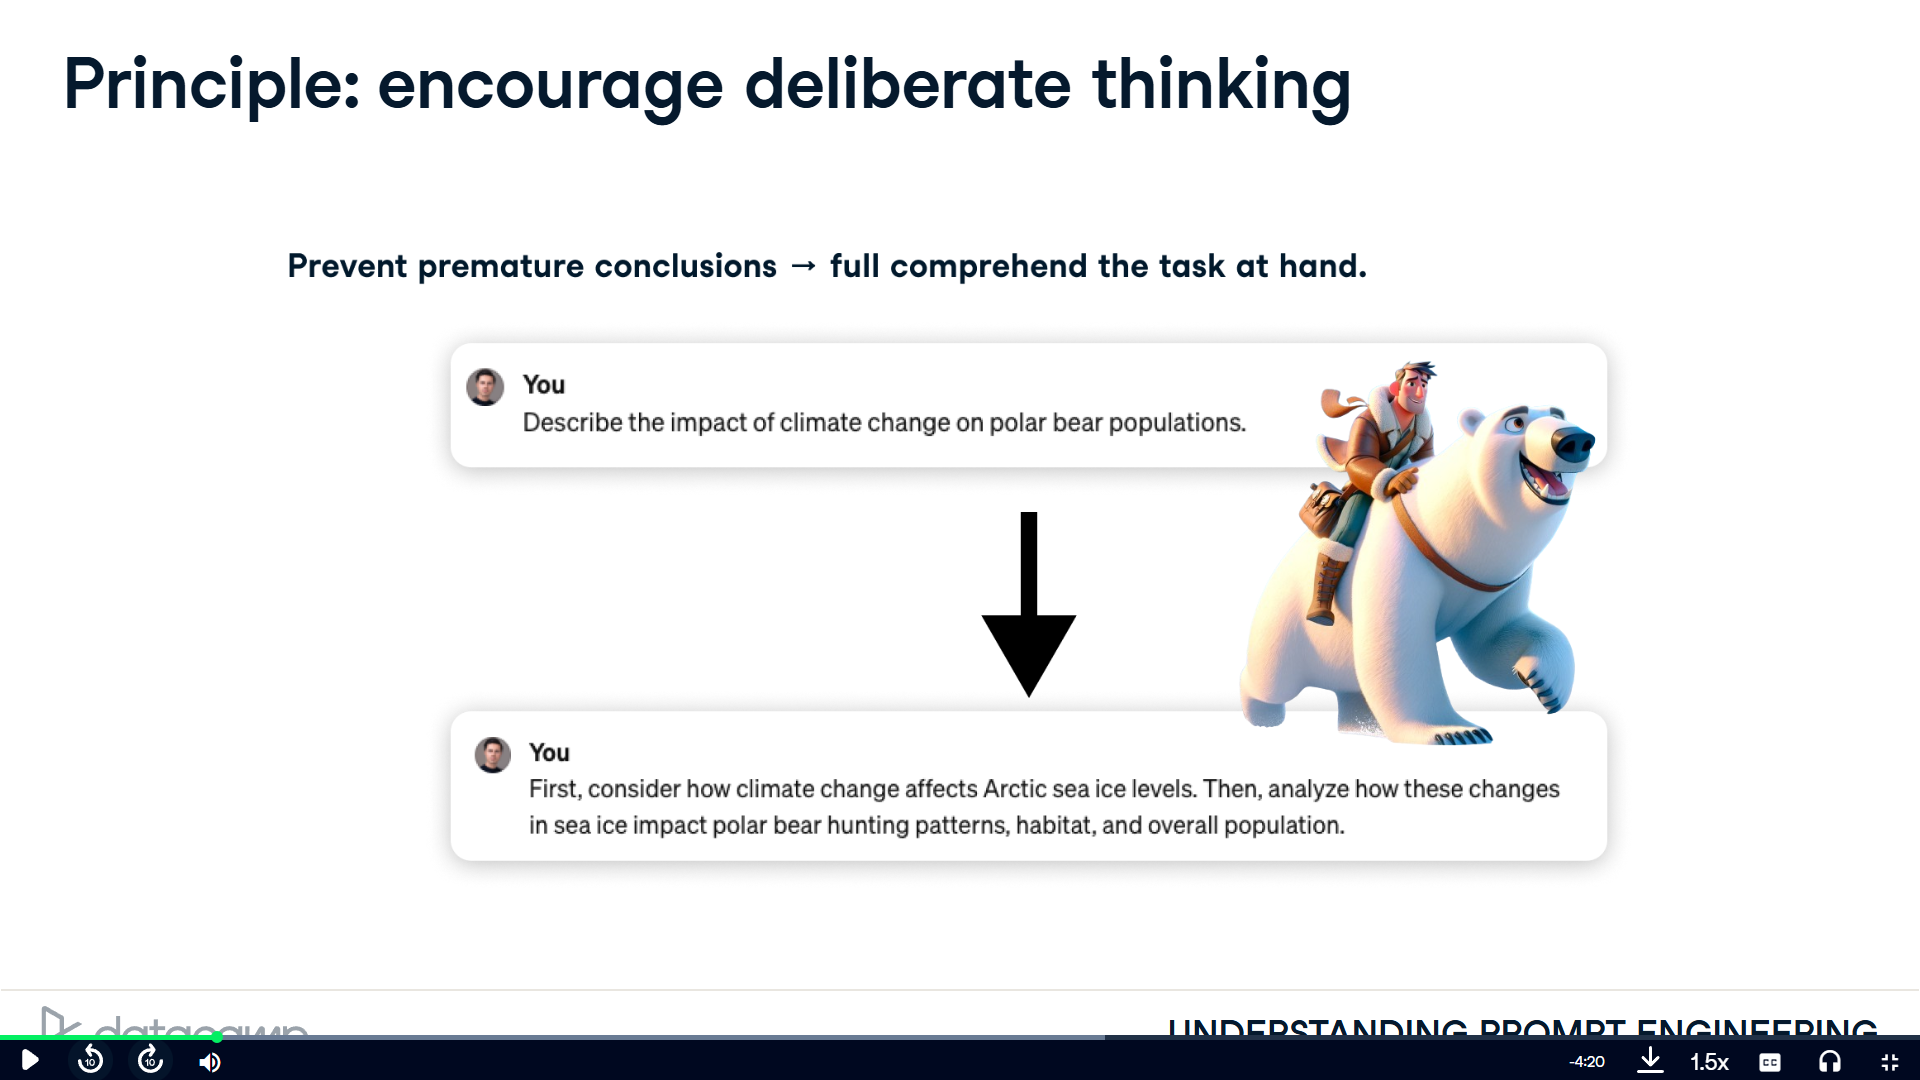 Principle: encourage deliberate thinking
Prevent premature conclusions → full comprehend the task at hand.
You
Describe the impact of climate change on polar bear populations.
You
First, consider how climate change affects Arctic sea ice levels. Then, analyze how these changes
in sea ice impact polar bear hunting patterns, habitat, and overall population.
datacamp
UNDERSTANDING PROMPT ENGINEERING
10
10
-4:20
1.5x
CC